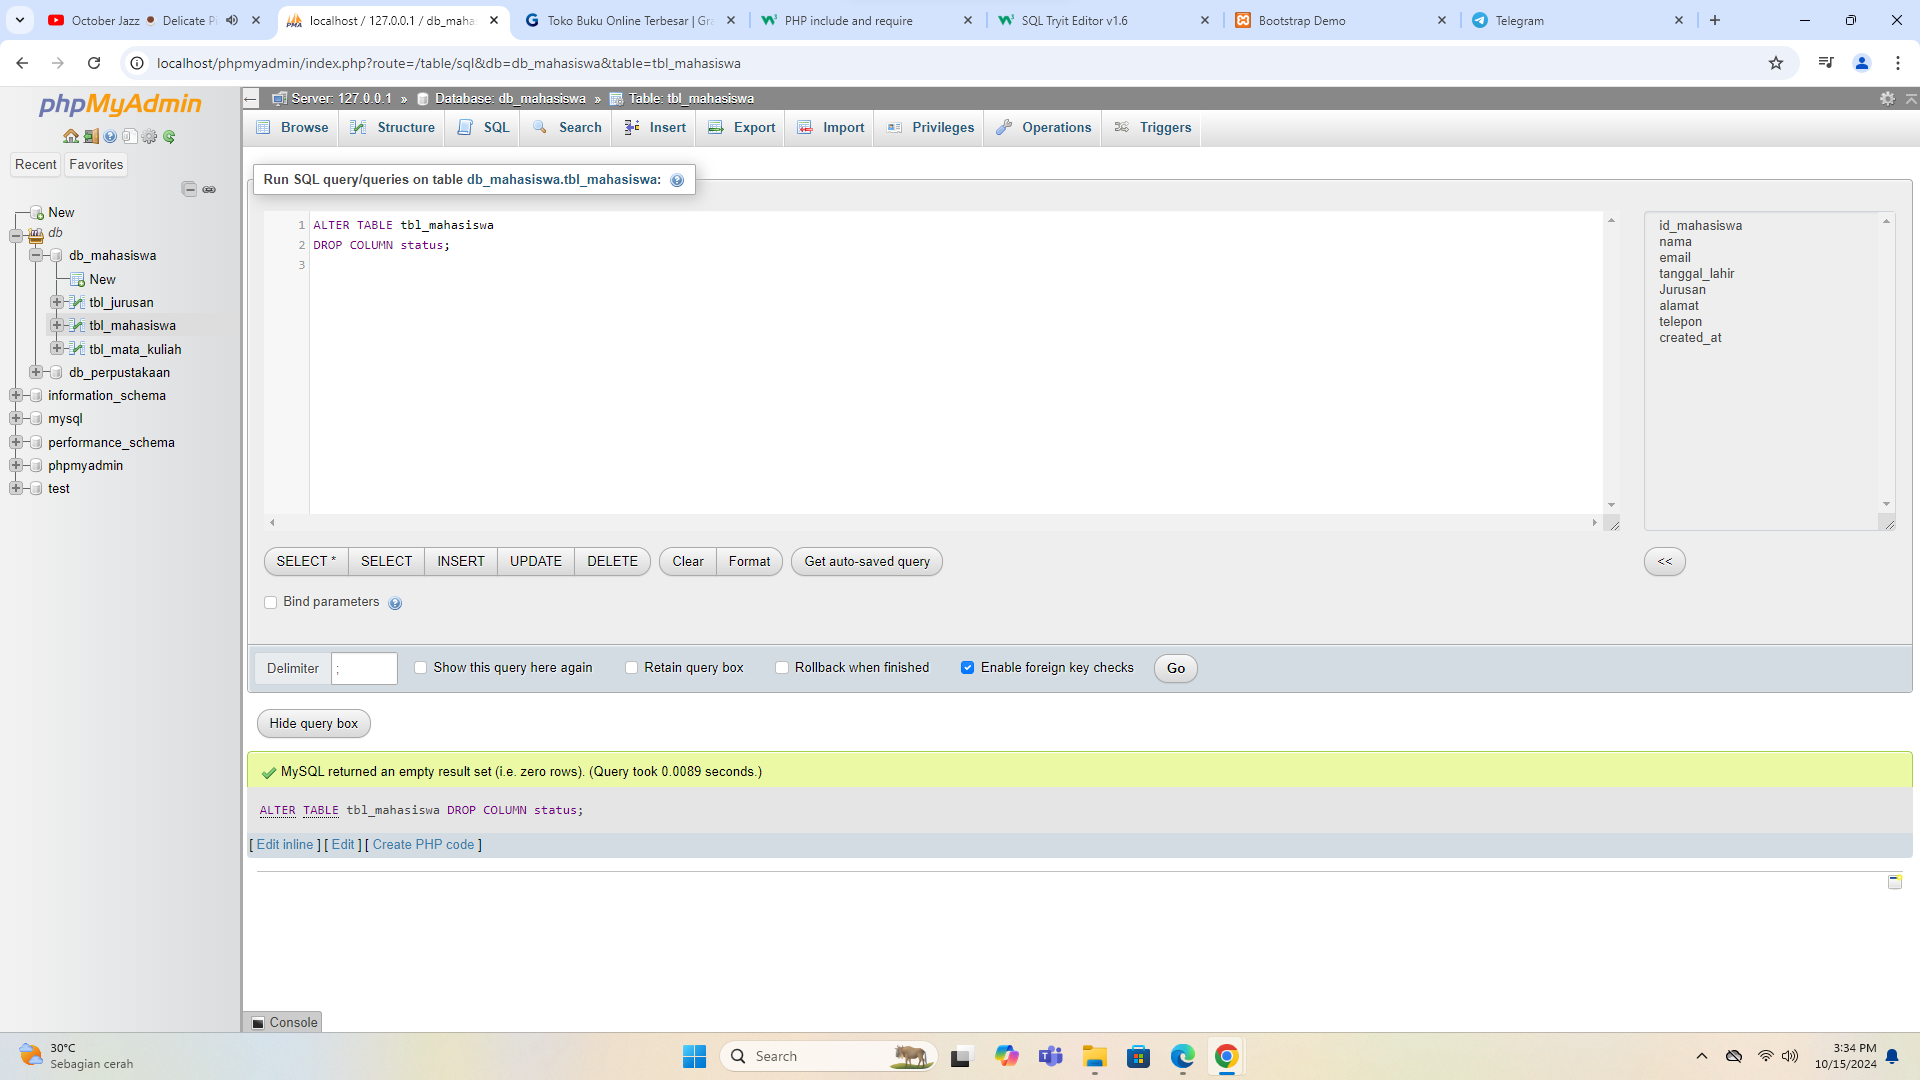 October Jazz
Delicate Pi
localhost / 127.0.0.1 / db_mahas
Toko Buku Online Terbesar | Gra
PHP include and require
SQL Tryit Editor v1.6
Bootstrap Demo
Telegram
localhost/phpmyadmin/index.php?route=/table/sql&db=db_mahasiswa&table=tbl_mahasiswa
phpMyAdmin
Recent
Favorites
New
db
db_mahasiswa
New
tbl_jurusan
tbl_mahasiswa
tbl_mata_kuliah
db_perpustakaan
information_schema
mysql
performance_schema
phpmyadmin
test
Server: 127.0.0.1 » Database: db_mahasiswa » Table: tbl_mahasiswa
Browse
Structure
SQL
Search
Insert
Export
Import
Privileges
Operations
Triggers
Run SQL query/queries on table db_mahasiswa.tbl_mahasiswa:
1 ALTER TABLE tbl_mahasiswa
2 DROP COLUMN status;
3
id_mahasiswa
nama
email
tanggal_lahir
Jurusan
alamat
telepon
created_at
SELECT *
SELECT
INSERT
UPDATE
DELETE
Clear
Format
Get auto-saved query
<<
Bind parameters
Delimiter
;
Show this query here again
Retain query box
Rollback when finished
Enable foreign key checks
Go
Hide query box
MySQL returned an empty result set (i.e. zero rows). (Query took 0.0089 seconds.)
ALTER TABLE tbl_mahasiswa DROP COLUMN status;
[ Edit inline ] [ Edit ] [ Create PHP code ]
Console
30°C
Sebagian cerah
Search
3:34 PM
10/15/2024